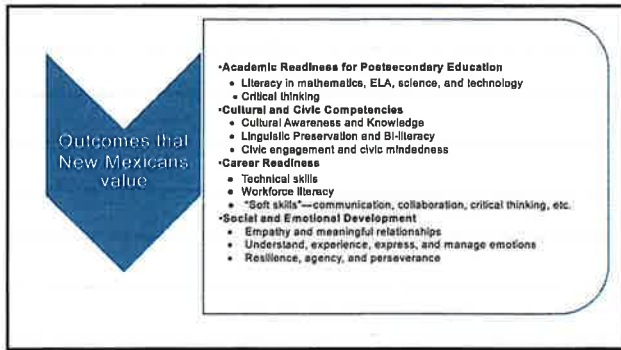 Outcomes that
New Mexicans
value
•Academic Readiness for Postsecondary Education
• Literacy in mathematics, ELA, science, and technology
• Critical thinking
•Cultural and Civic Competencies
• Cultural Awareness and Knowledge
• Linguistic Preservation and Bi-literacy
• Civic engagement and civic mindedness
•Career Readiness
• Technical skills
• Workforce literacy
• "Soft skills"—communication, collaboration, critical thinking, etc.
•Social and Emotional Development
• Empathy and meaningful relationships
• Understand, experience, express, and manage emotions
• Resilience, agency, and perseverance